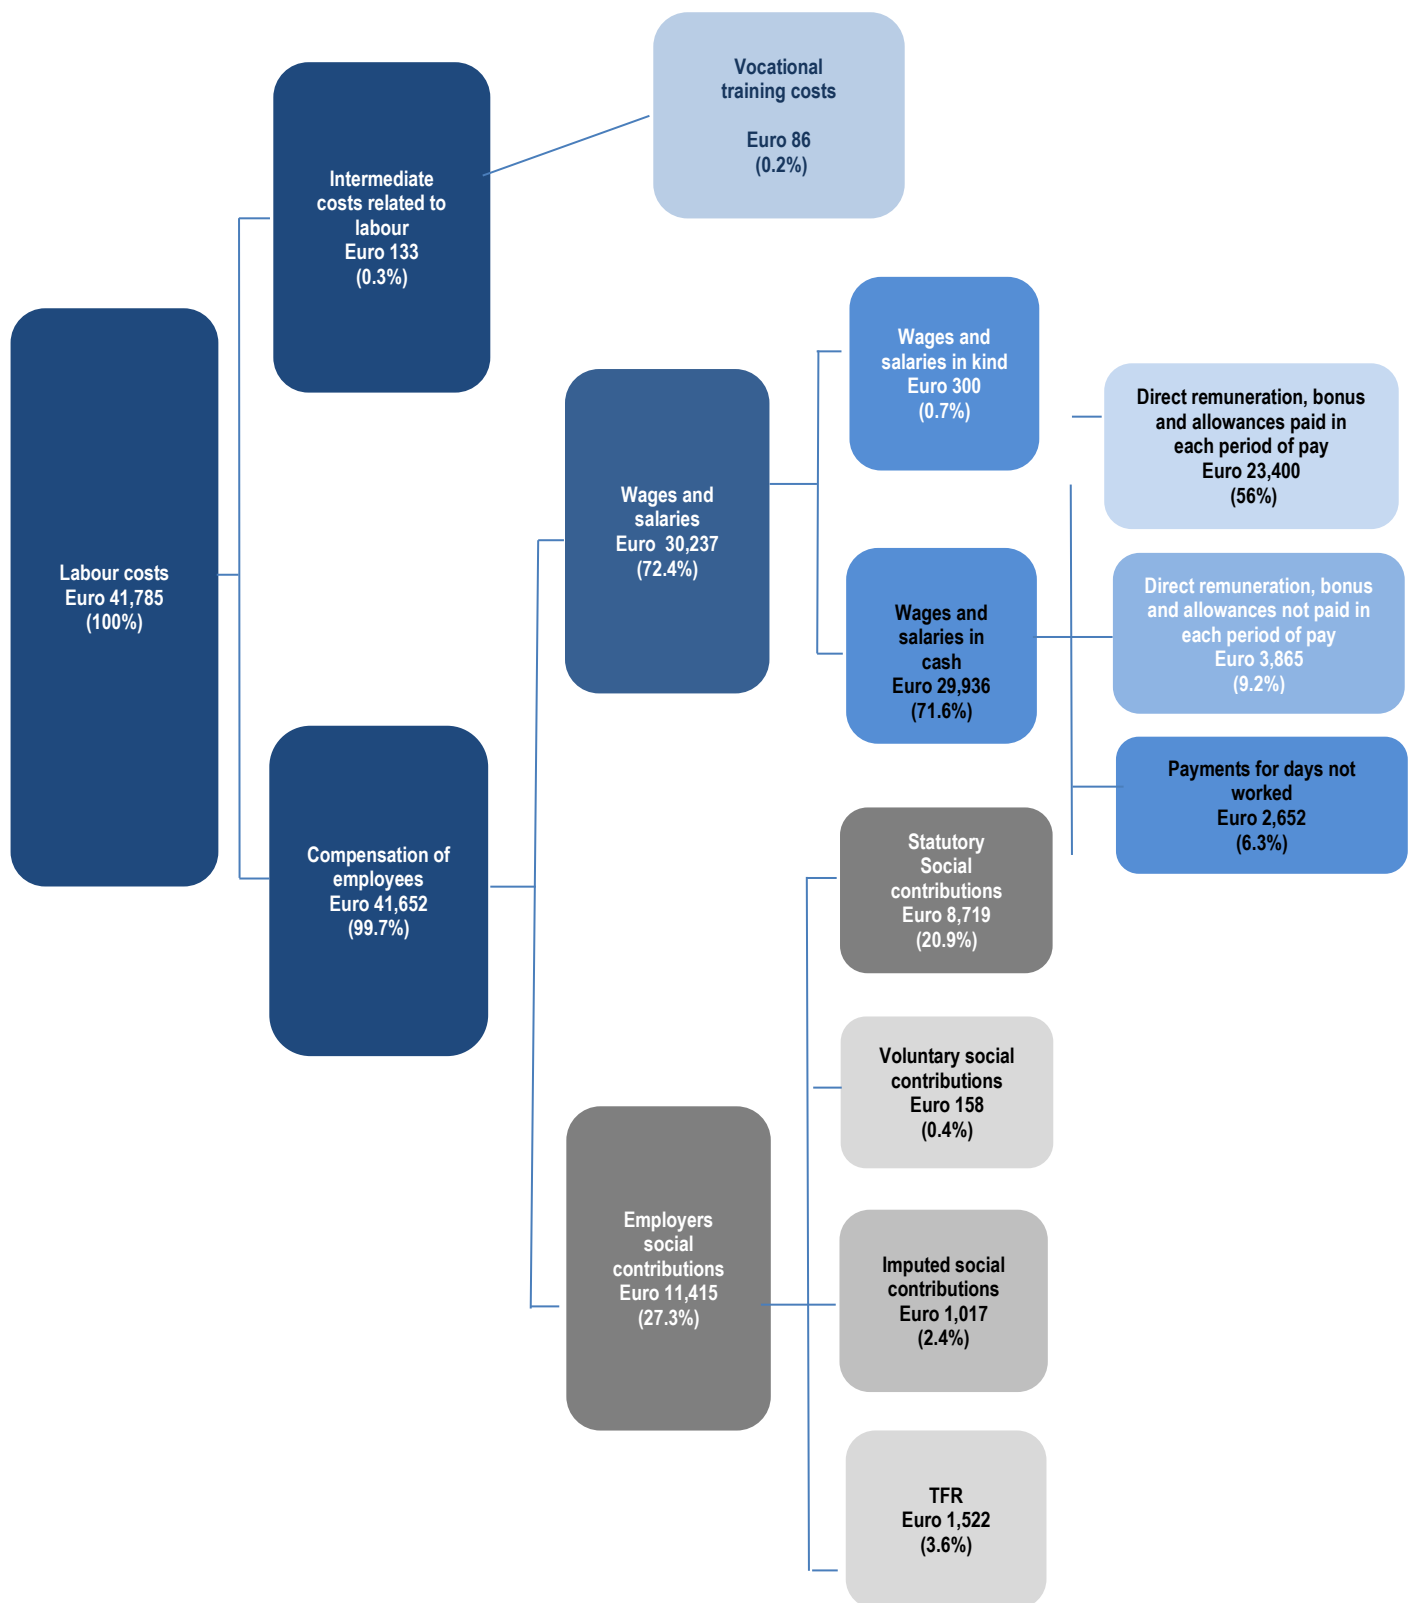 Vocational
training costs
Euro 86
(0.2%)
Intermediate
costs related to
labour
Euro 133
(0.3%)
Labour costs
Euro 41,785
(100%)
Compensation of
employees
Euro 41,652
(99.7%)
Wages and
salaries
Euro 30,237
(72.4%)
Wages and
salaries in kind
Euro 300
(0.7%)
Wages and
salaries in
cash
Euro 29,936
(71.6%)
Direct remuneration, bonus
and allowances paid in
each period of pay
Euro 23,400
(56%)
Direct remuneration, bonus
and allowances not paid in
each period of pay
Euro 3,865
(9.2%)
Payments for days not
worked
Euro 2,652
(6.3%)
Employers
social
contributions
Euro 11,415
(27.3%)
Statutory
Social
contributions
Euro 8,719
(20.9%)
Voluntary social
contributions
Euro 158
(0.4%)
Imputed social
contributions
Euro 1,017
(2.4%)
TFR
Euro 1,522
(3.6%)